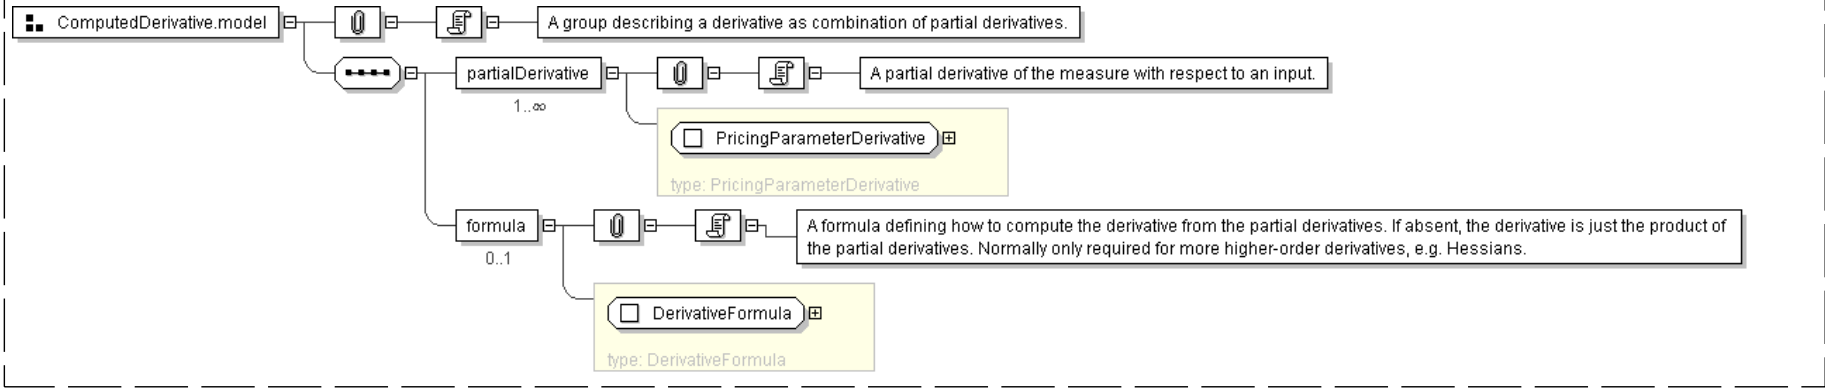 ComputedDerivative.model
A group describing a derivative as combination of partial derivatives.
partialDerivative
A partial derivative of the measure with respect to an input.
1..∞
PricingParameterDerivative
type: PricingParameterDerivative
formula
A formula defining how to compute the derivative from the partial derivatives. If absent, the derivative is just the product of
the partial derivatives. Normally only required for more higher-order derivatives, e.g. Hessians.
0..1
DerivativeFormula
type: DerivativeFormula